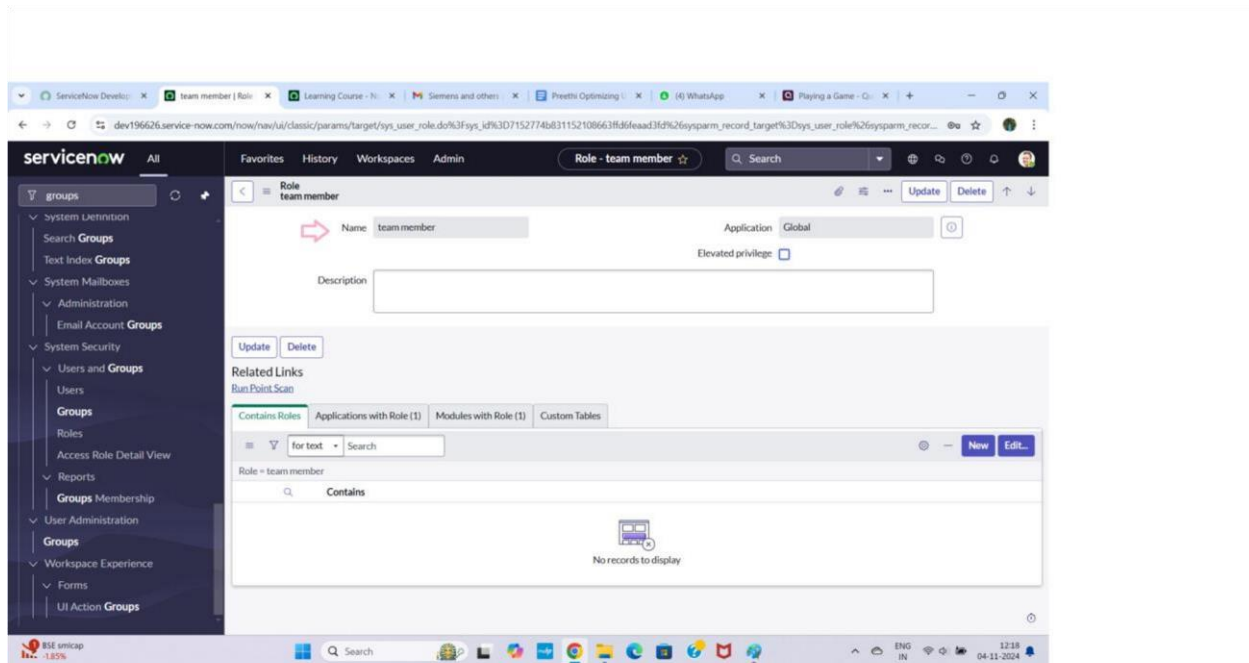 ServiceNow Develop
team member | Role
Learning Course - N
Siemens and others
Preethi Optimizing U
(4) WhatsApp
Playing a Game - Q
dev196626.service-now.com/now/nav/ui/classic/params/target/sys_user_role.do%3Fsys_id%3D7152774b831152108663ffd6feaad3fd%26sysparm_record_target%3Dsys_user_role%26sysparm_recor...
servicenow All Favorites History Workspaces Admin Role - team member Search
groups
Role
team member
Update Delete
System Definition
Search Groups
Text Index Groups
System Mailboxes
Administration
Email Account Groups
System Security
Users and Groups
Users
Groups
Roles
Access Role Detail View
Reports
Groups Membership
User Administration
Groups
Workspace Experience
Forms
UI Action Groups
Name team member
Application Global
Elevated privilege
Description
Update Delete
Related Links
Run Point Scan
Contains Roles Applications with Role (1) Modules with Role (1) Custom Tables
for text Search New Edit...
Role = team member
Contains
No records to display
BSE smlcap
-1.85%
Search
ENG
IN
12:18
04-11-2024